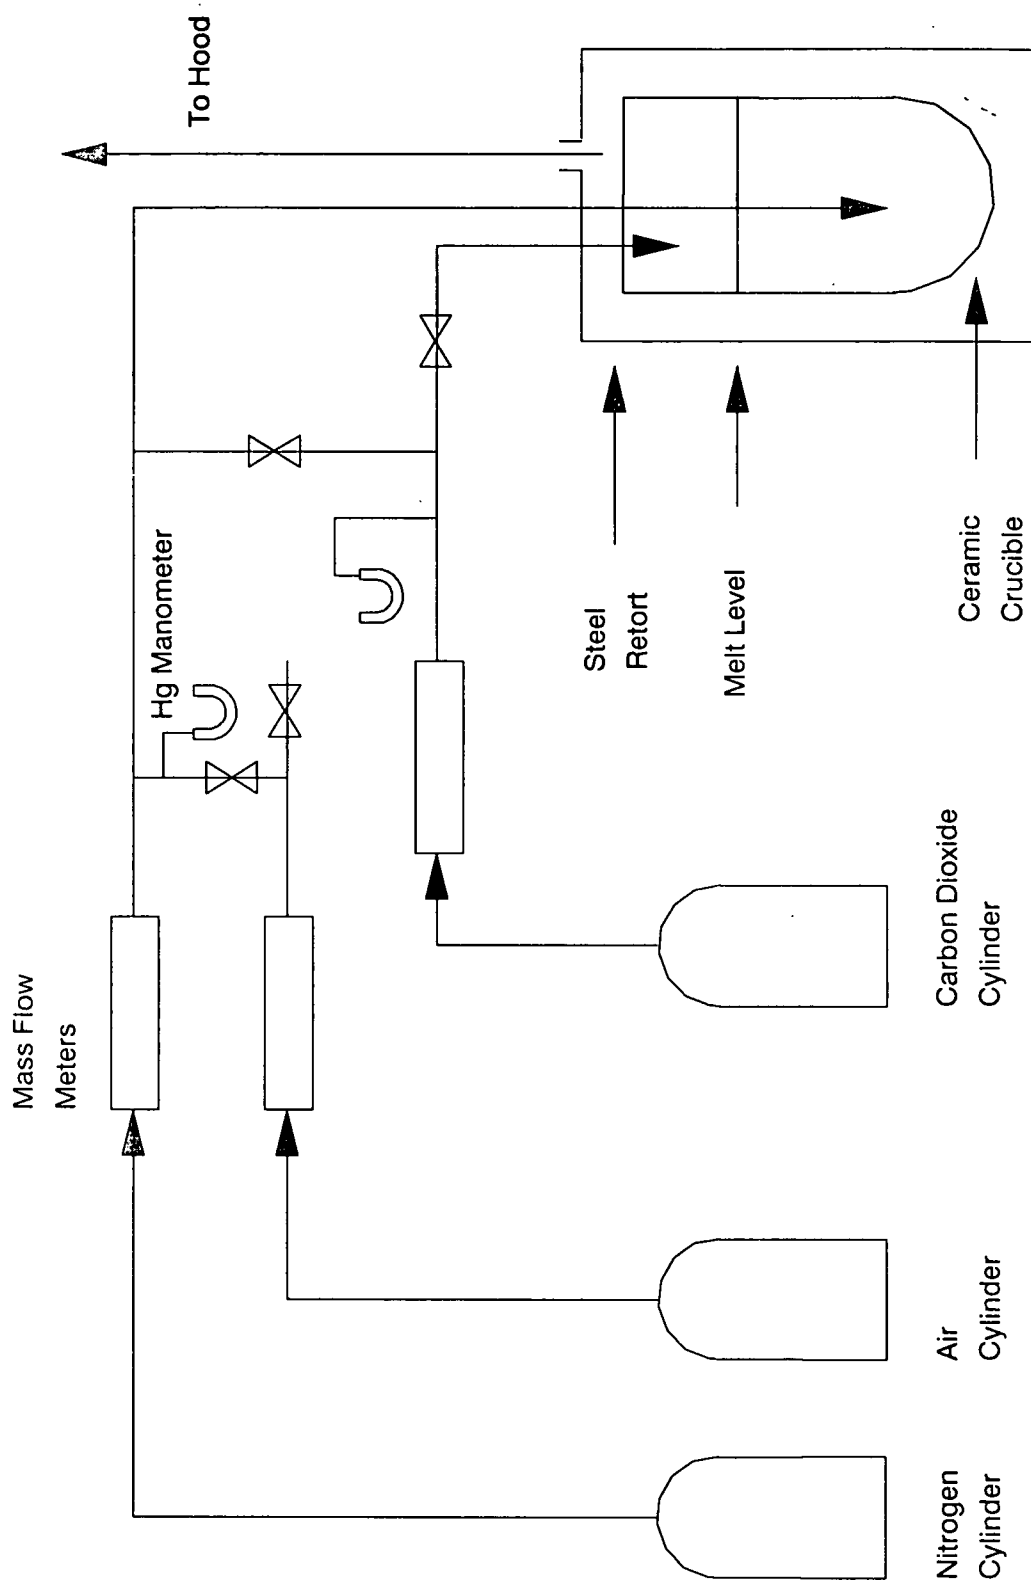 Mass Flow
Meters
Hg Manometer
To Hood
Steel
Retort
Melt Level
Ceramic
Crucible
Nitrogen
Cylinder
Air
Cylinder
Carbon Dioxide
Cylinder